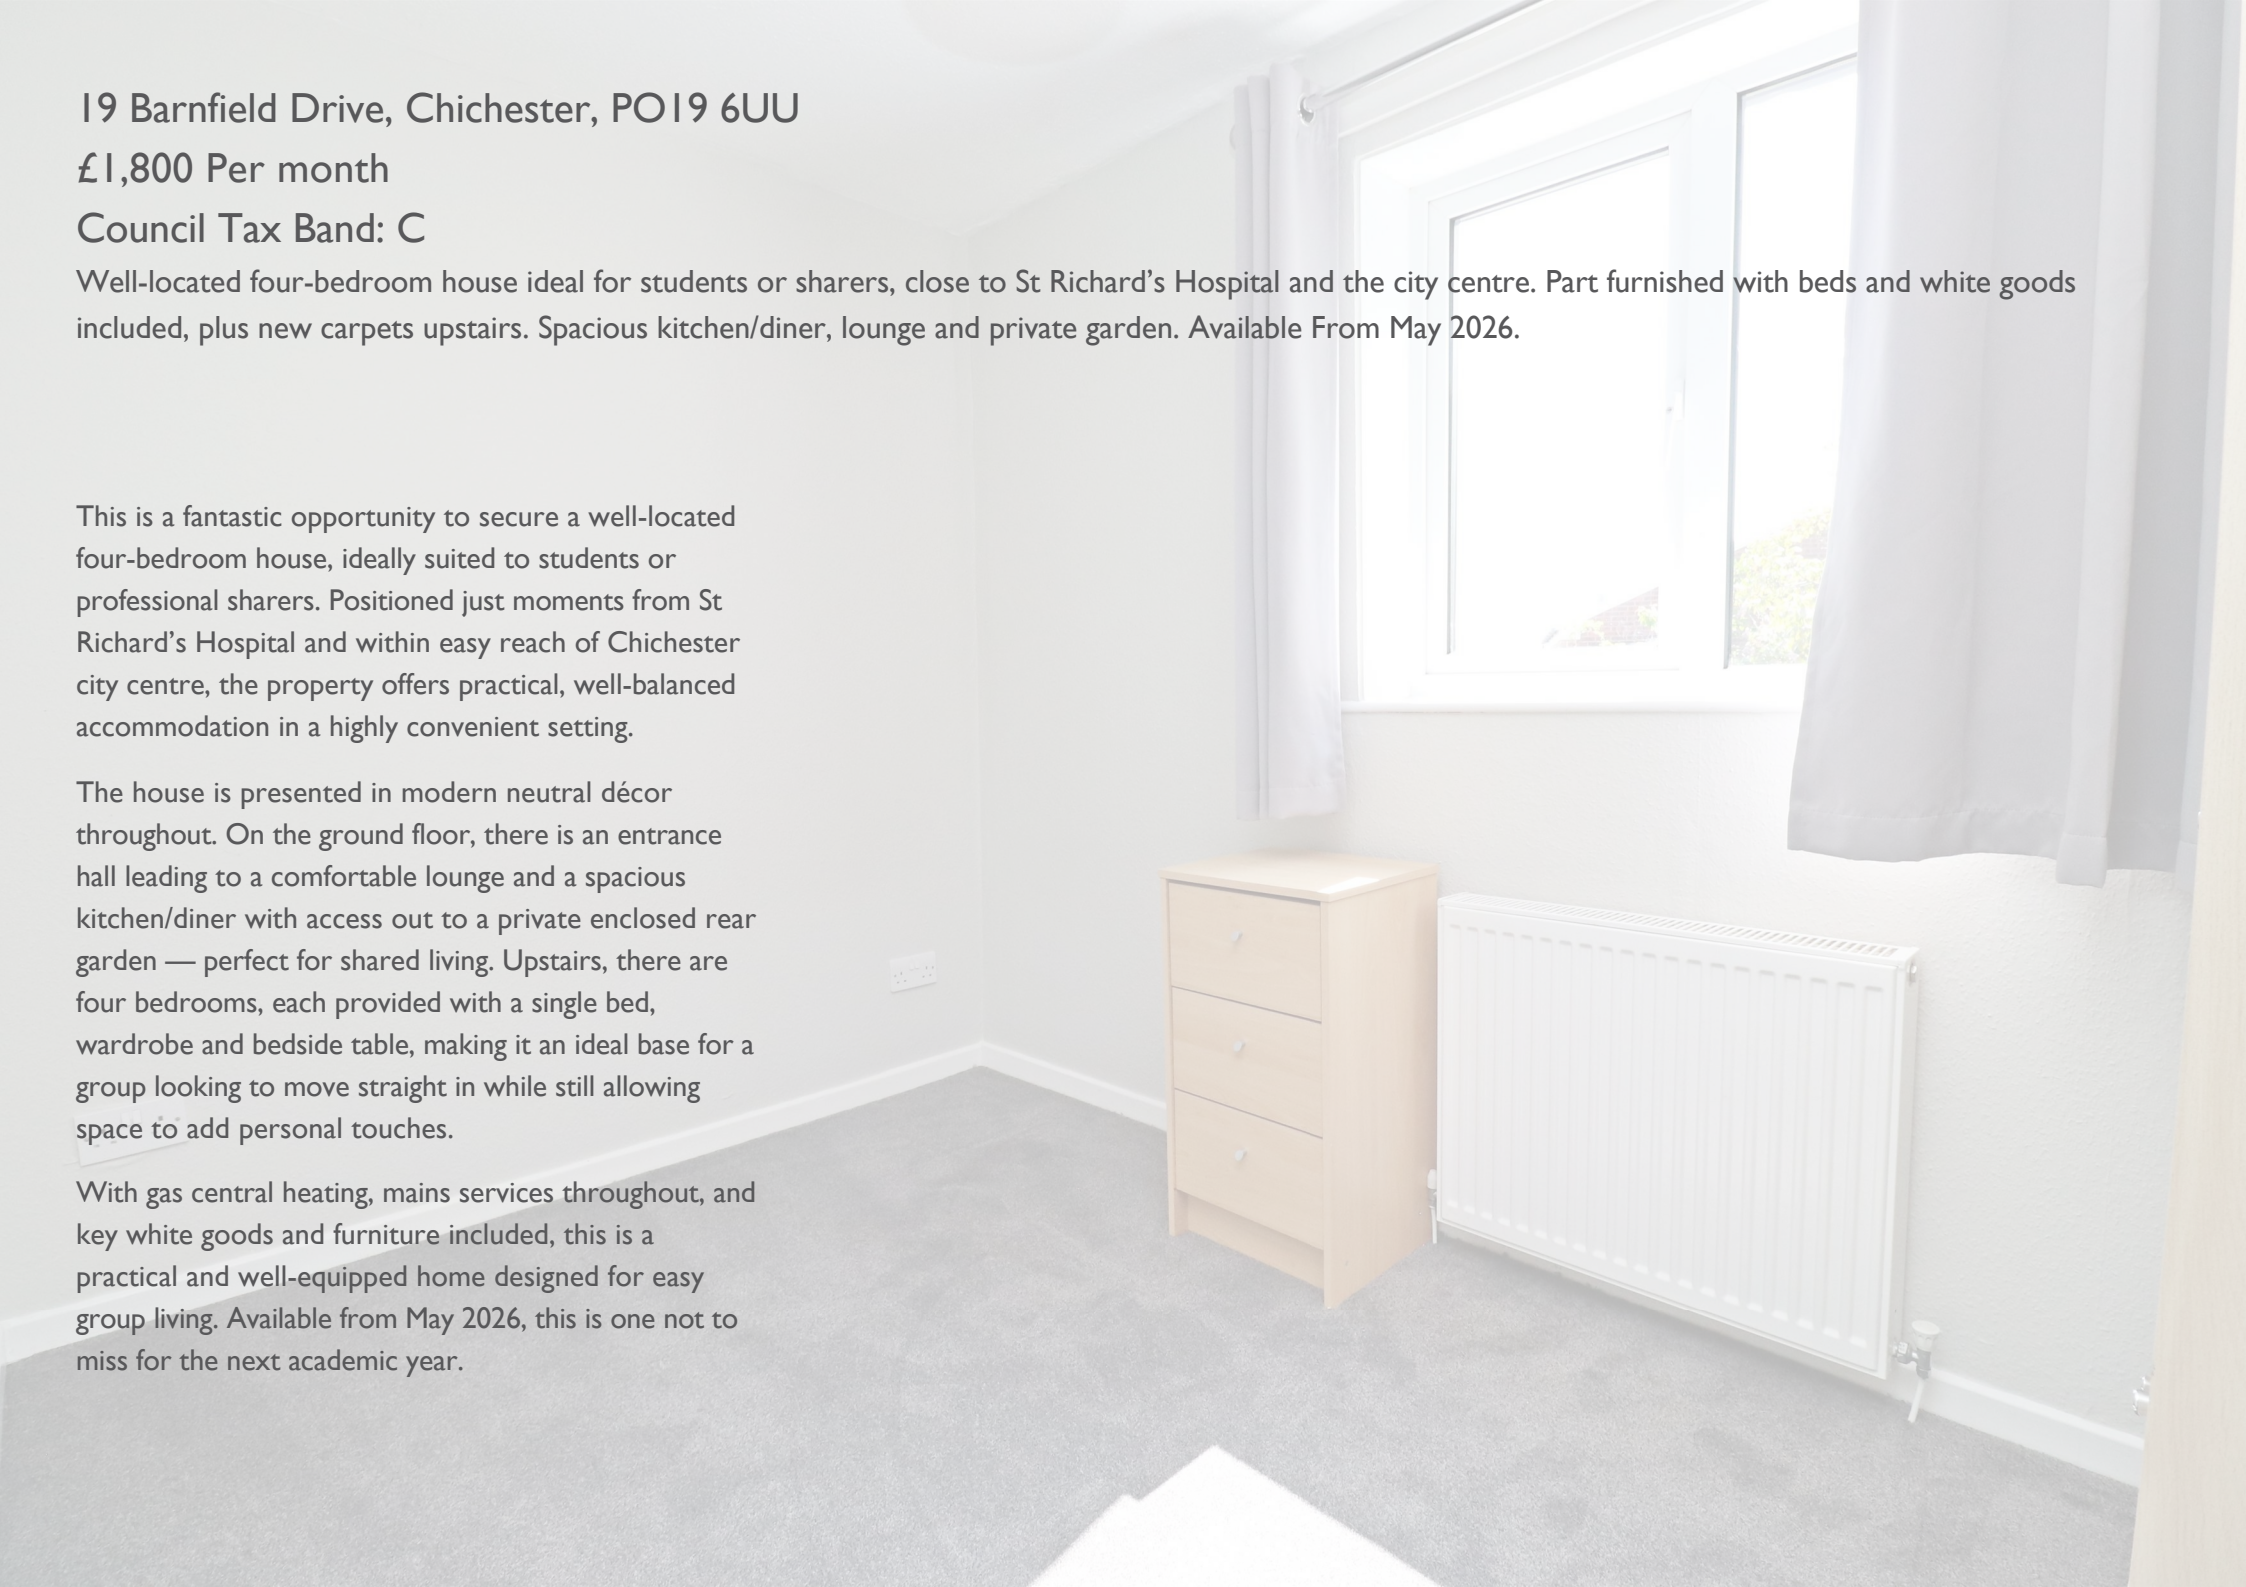 19 Barnfield Drive, Chichester, PO19 6UU
£1,800 Per month
Council Tax Band: C
Well-located four-bedroom house ideal for students or sharers, close to St Richard’s Hospital and the city centre. Part furnished with beds and white goods
included, plus new carpets upstairs. Spacious kitchen/diner, lounge and private garden. Available From May 2026.
This is a fantastic opportunity to secure a well-located
four-bedroom house, ideally suited to students or
professional sharers. Positioned just moments from St
Richard’s Hospital and within easy reach of Chichester
city centre, the property offers practical, well-balanced
accommodation in a highly convenient setting.
The house is presented in modern neutral décor
throughout. On the ground floor, there is an entrance
hall leading to a comfortable lounge and a spacious
kitchen/diner with access out to a private enclosed rear
garden — perfect for shared living. Upstairs, there are
four bedrooms, each provided with a single bed,
wardrobe and bedside table, making it an ideal base for a
group looking to move straight in while still allowing
space to add personal touches.
With gas central heating, mains services throughout, and
key white goods and furniture included, this is a
practical and well-equipped home designed for easy
group living. Available from May 2026, this is one not to
miss for the next academic year.